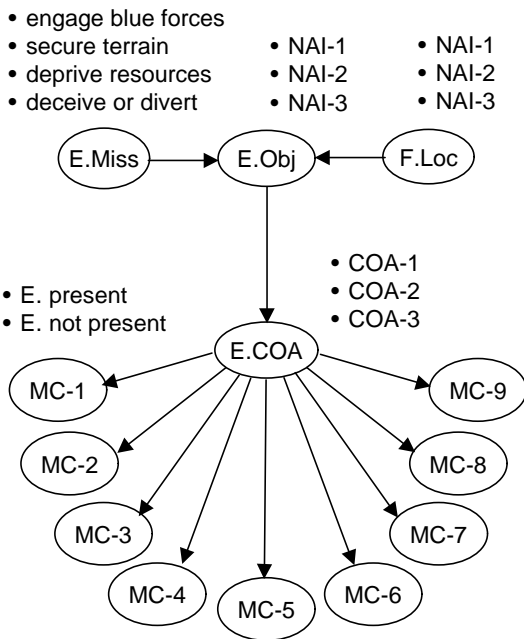 • engage blue forces
• secure terrain
• deprive resources
• deceive or divert
• NAI-1
• NAI-2
• NAI-3
• NAI-1
• NAI-2
• NAI-3
E.Miss
E.Obj
F.Loc
• COA-1
• COA-2
• COA-3
• E. present
• E. not present
E.COA
MC-1
MC-2
MC-3
MC-4
MC-5
MC-6
MC-7
MC-8
MC-9